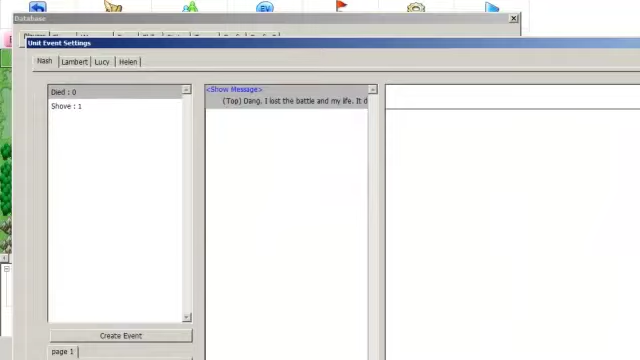 Database
Unit Event Settings
Nash
Lambert
Lucy
Helen
Died : 0
Shove : 1
<Show Message>
(Top) Dang. I lost the battle and my life. It d
Create Event
page 1
EV